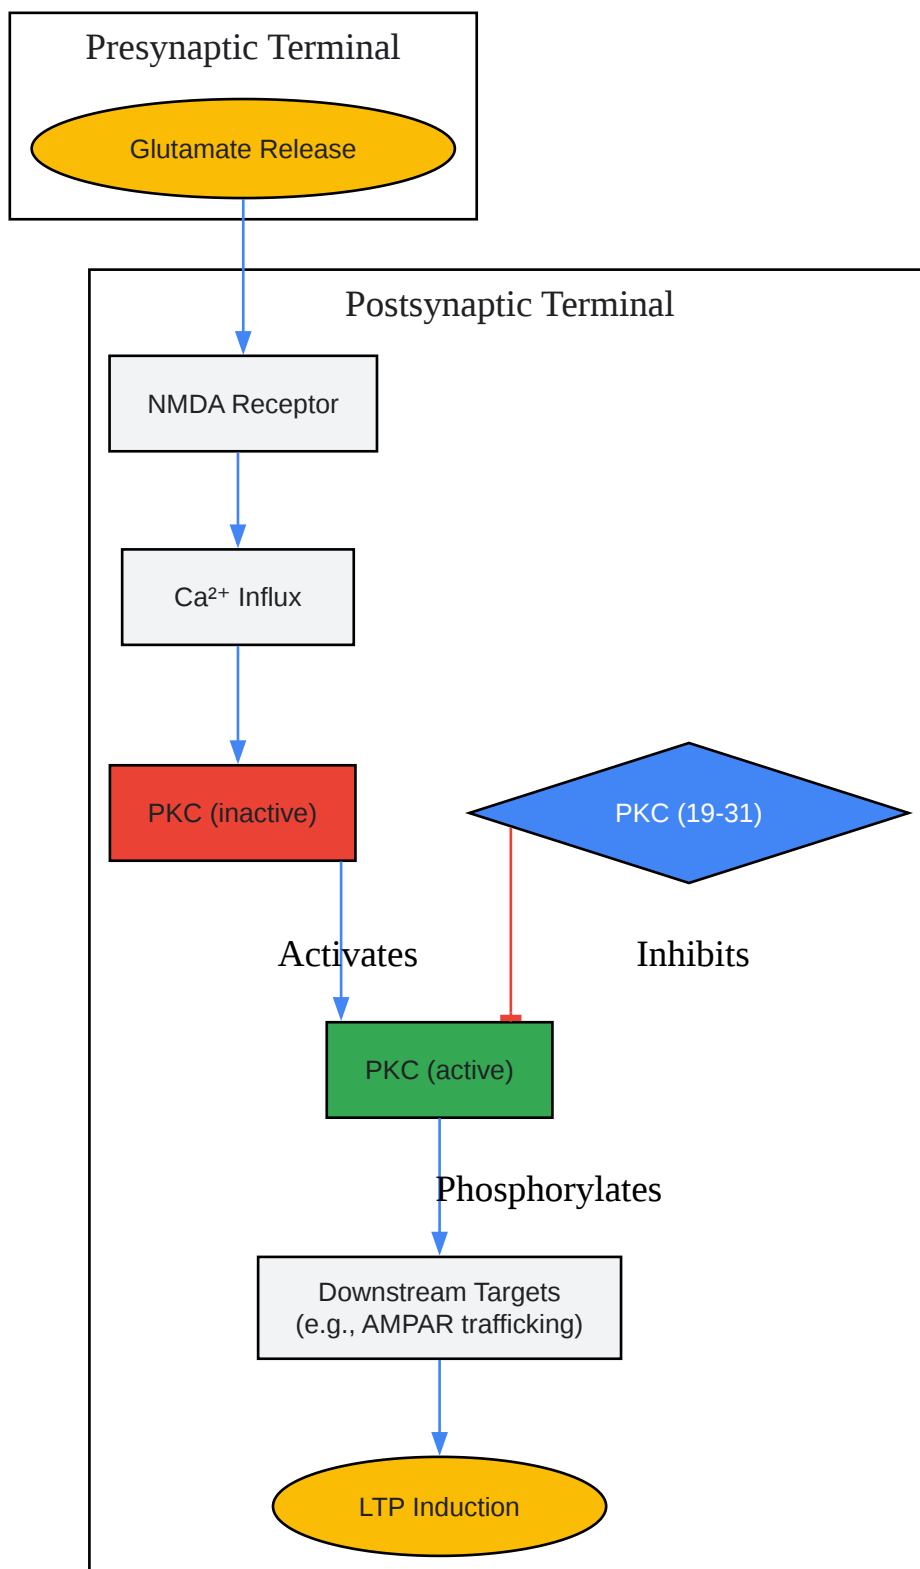 Presynaptic Terminal
Glutamate Release
Postsynaptic Terminal
NMDA Receptor
Ca²⁺ Influx
PKC (inactive)
PKC (19-31)
Activates
Inhibits
PKC (active)
Phosphorylates
Downstream Targets
(e.g., AMPAR trafficking)
LTP Induction